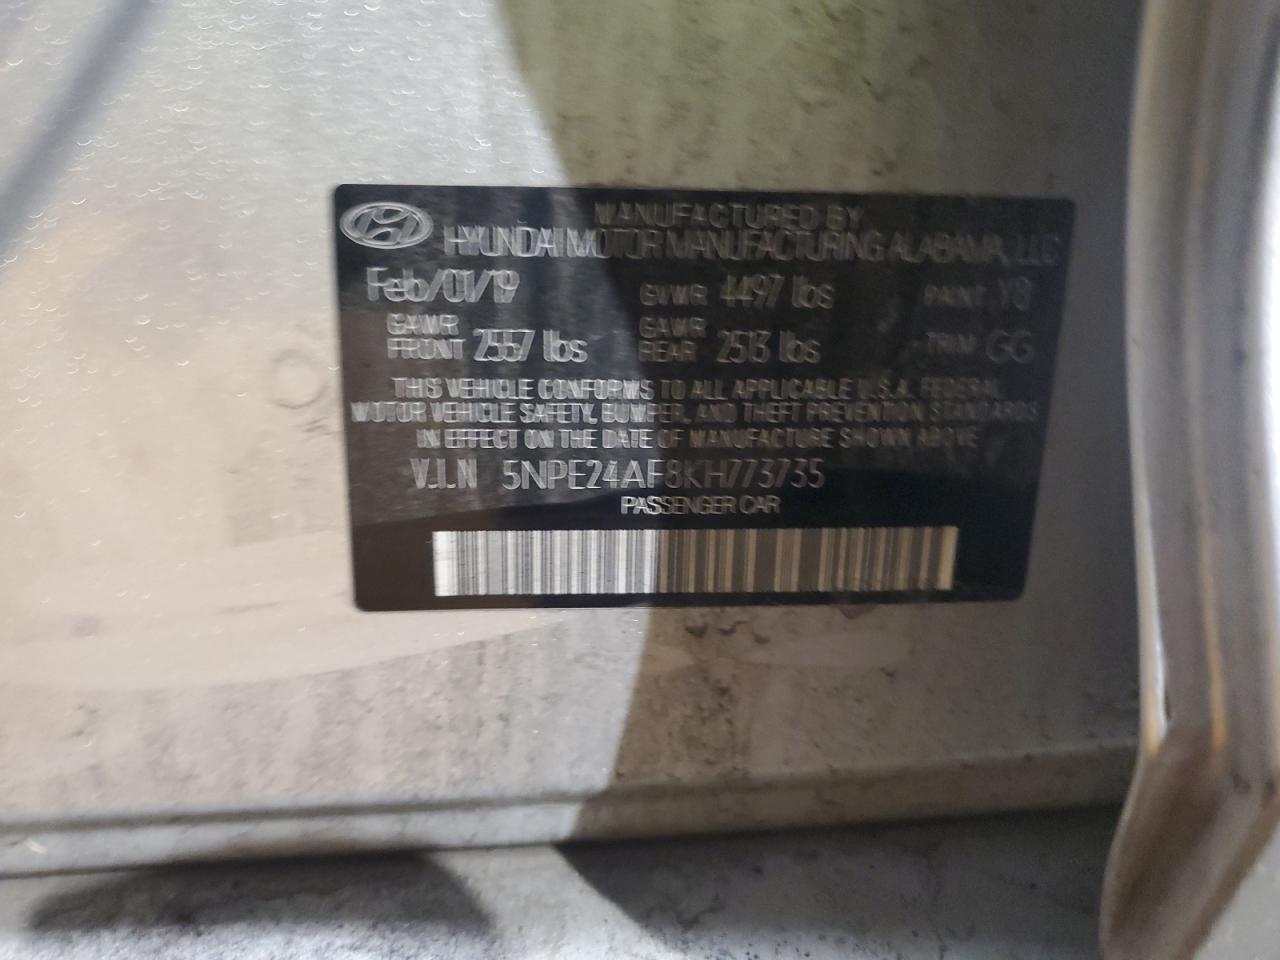 MANUFACTURED BY
HYUNDAI MOTOR MANUFACTURING ALABAMA, LLC
Feb/01/19 GVWR 4497 lbs PAINT Y8
GAWR FRONT 2557 lbs GAWR REAR 2513 lbs TRIM GG
THIS VEHICLE CONFORMS TO ALL APPLICABLE U.S.A. FEDERAL
MOTOR VEHICLE SAFETY, BUMPER, AND THEFT PREVENTION STANDARDS
IN EFFECT ON THE DATE OF MANUFACTURE SHOWN ABOVE
V.I.N 5NPE24AF8KH773735
PASSENGER CAR